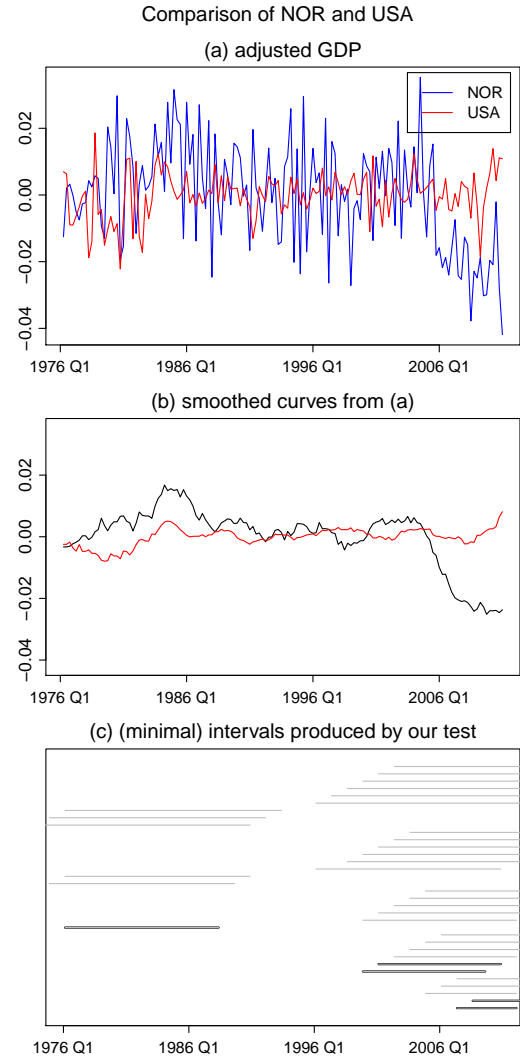 Comparison of NOR and USA
(a) adjusted GDP
NOR
USA
0.02
0.00
−0.02
−0.04
1976 Q1 1986 Q1 1996 Q1 2006 Q1
(b) smoothed curves from (a)
0.02
0.00
−0.02
−0.04
1976 Q1 1986 Q1 1996 Q1 2006 Q1
(c) (minimal) intervals produced by our test
1976 Q1 1986 Q1 1996 Q1 2006 Q1